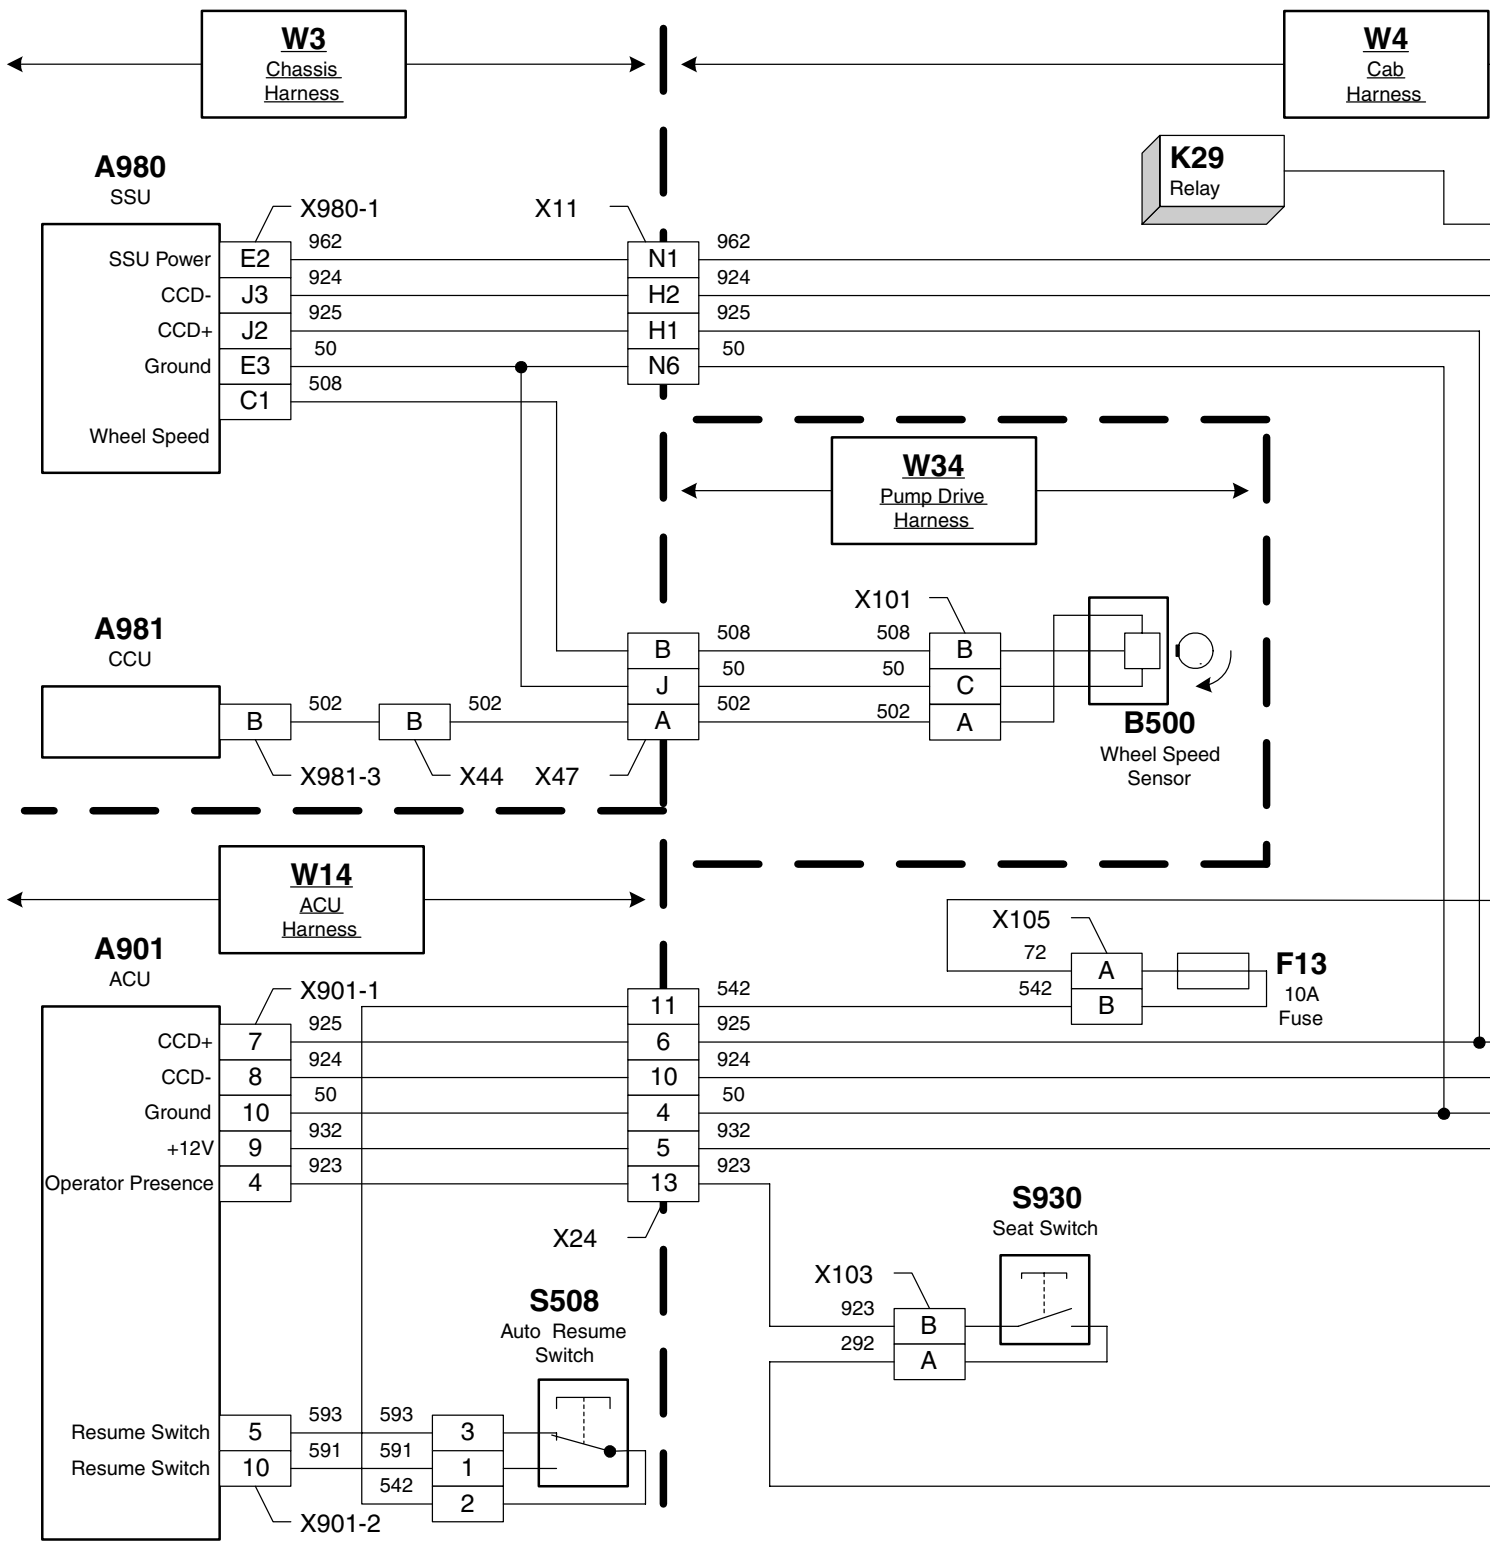 W3
Chassis
Harness
W4
Cab
Harness
K29
Relay
A980
SSU
X980-1
X11
962
962
SSU Power
E2
N1
924
924
CCD-
J3
H2
925
925
CCD+
J2
H1
50
50
Ground
E3
N6
508
C1
Wheel Speed
W34
Pump Drive
Harness
X101
A981
CCU
508
508
B
B
50
50
J
C
502
502
502
502
B
B
A
A
X981-3
X44
X47
B500
Wheel Speed
Sensor
W14
ACU
Harness
A901
ACU
X901-1
X105
72
A
F13
10A
Fuse
542
542
11
B
925
925
CCD+
7
6
924
924
CCD-
8
10
50
50
Ground
10
4
932
932
+12V
9
5
923
923
Operator Presence
4
13
X24
S930
Seat Switch
X103
923
B
292
A
S508
Auto Resume
Switch
593
593
Resume Switch
5
3
591
591
Resume Switch
10
1
542
2
X901-2